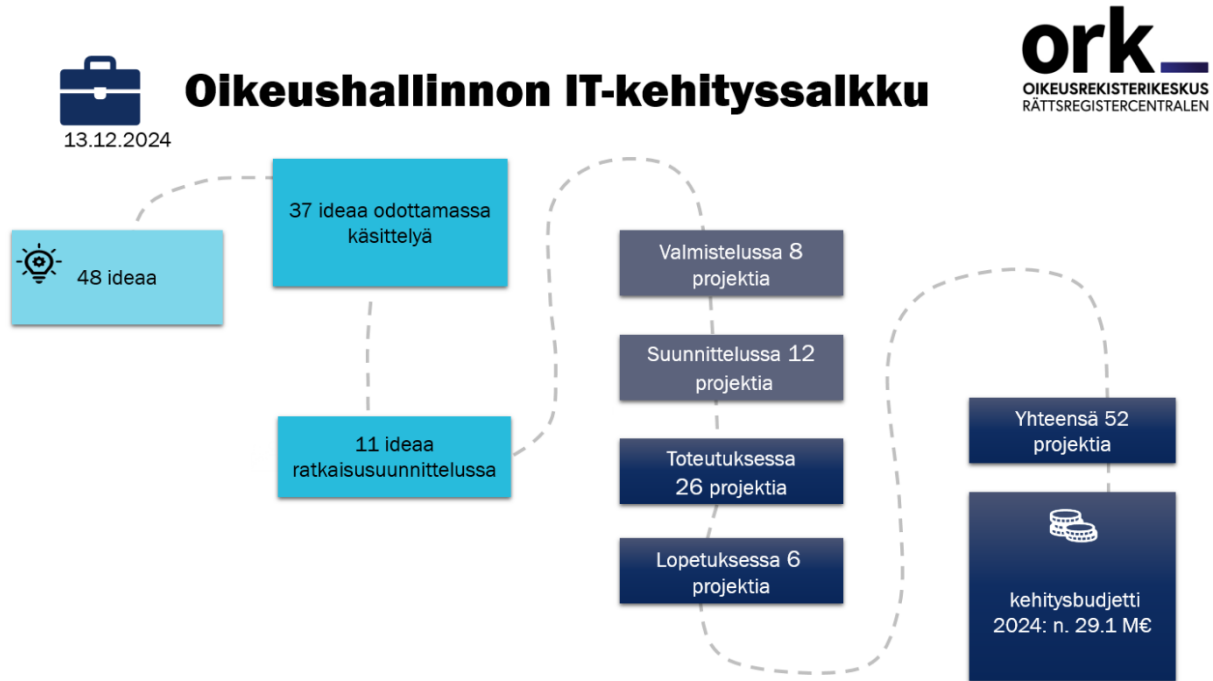 Oikeushallinnon IT-kehityssalkku
13.12.2024
ork_
OIKEUSREKISTERIKESKUS
RÄTTSREGISTERCENTRALEN
48 ideaa
37 ideaa odottamassa
käsittelyä
11 ideaa
ratkaisusuunnittelussa
Valmistelussa 8
projektia
Suunnittelussa 12
projektia
Toteutuksessa
26 projektia
Lopetuksessa 6
projektia
Yhteensä 52
projektia
kehitysbudjetti
2024: n. 29.1 M€